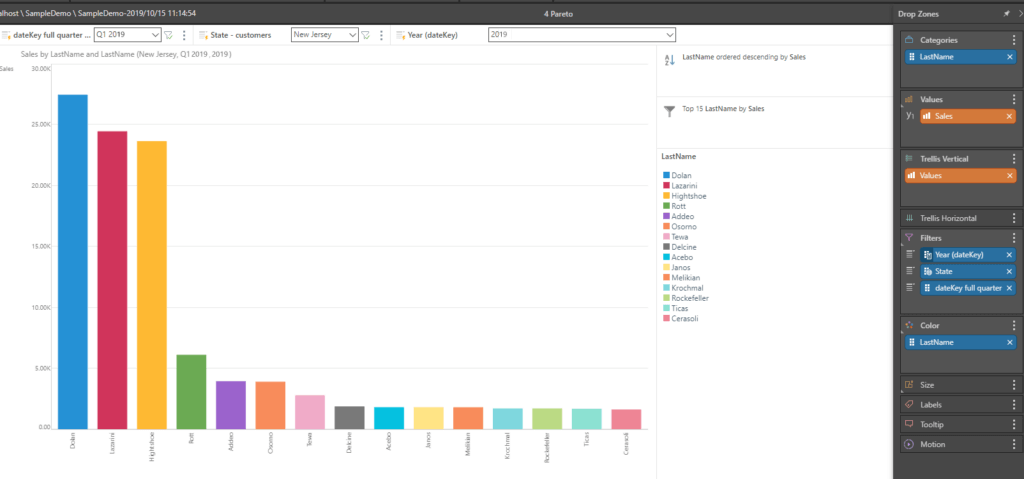 alhost \ SampleDemo \ SampleDemo-2019/10/15 11:14:54
4 Pareto
Drop Zones
dateKey full quarter ...
Q1 2019
State - customers
New Jersey
Year (dateKey)
2019
Sales by LastName and LastName (New Jersey, Q1 2019 , 2019 )
Sales
30.00K
25.00K
20.00K
15.00K
10.00K
5.00K
0.00
Dolan
Lazarini
Hightshoe
Rott
Addeo
Osomo
Tewa
Delcine
Acebo
Janos
Melikian
Krochmal
Rockefeller
Ticas
Cerasoli
A
Z
LastName ordered descending by Sales
Top 15 LastName by Sales
LastName
Dolan
Lazarini
Hightshoe
Rott
Addeo
Osomo
Tewa
Delcine
Acebo
Janos
Melikian
Krochmal
Rockefeller
Ticas
Cerasoli
Categories
LastName
Values
Sales
Trellis Vertical
Values
Trellis Horizontal
Filters
Year (dateKey)
State
dateKey full quarter
Color
LastName
Size
Labels
Tooltip
Motion